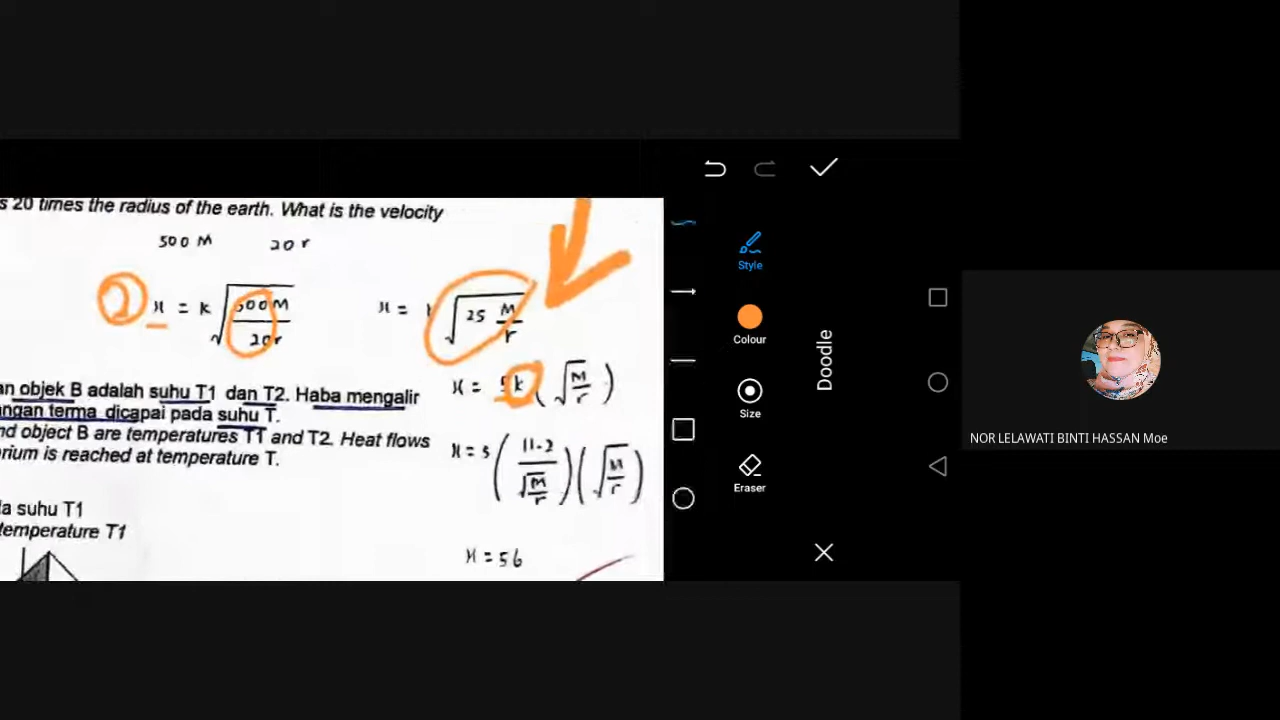 s 20 times the radius of the earth. What is the velocity
500 M 20 r
2 x = k √ 500M / 20r
x = k √ 25 M / r
x = 5k ( √ M / r )
an objek B adalah suhu T1 dan T2. Haba mengalir
ngan terma dicapai pada suhu T.
nd object B are temperatures T1 and T2. Heat flows
rium is reached at temperature T.
x = 5 ( 11.2 / √ M / r ) ( √ M / r )
a suhu T1
temperature T1
x = 56
Style
Colour
Size
Eraser
Doodle
NOR LELAWATI BINTI HASSAN Moe